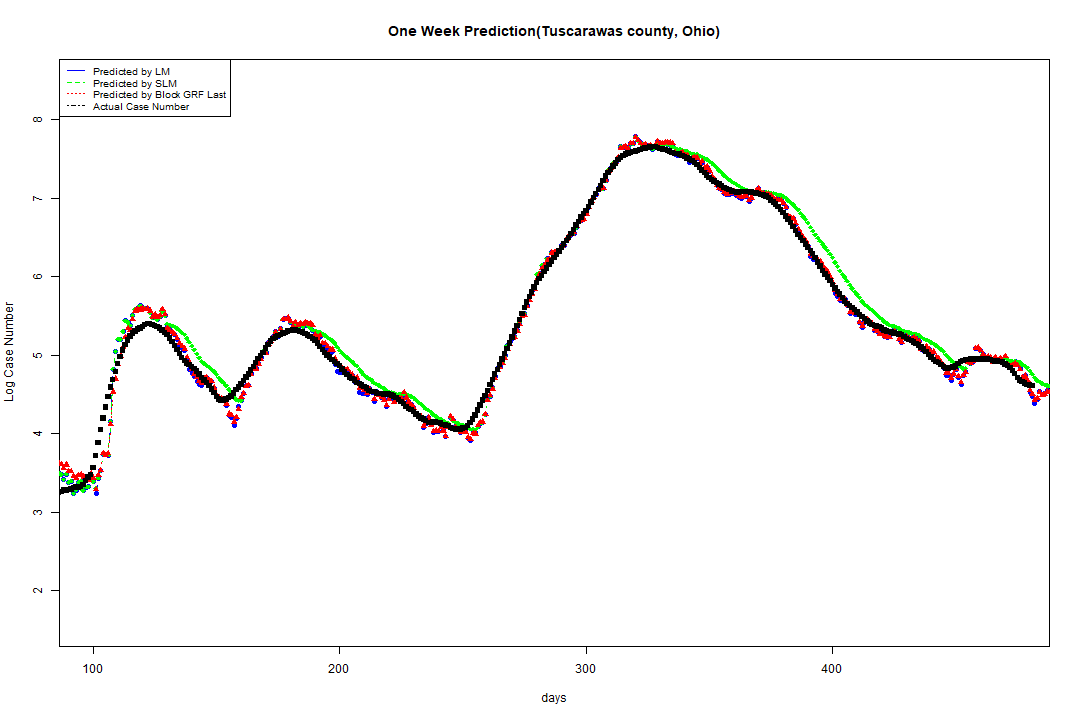 One Week Prediction(Tuscarawas county, Ohio)
Predicted by LM
Predicted by SLM
Predicted by Block GRF Last
Actual Case Number
Log Case Number
8
7
6
5
4
3
2
100 200 300 400
days